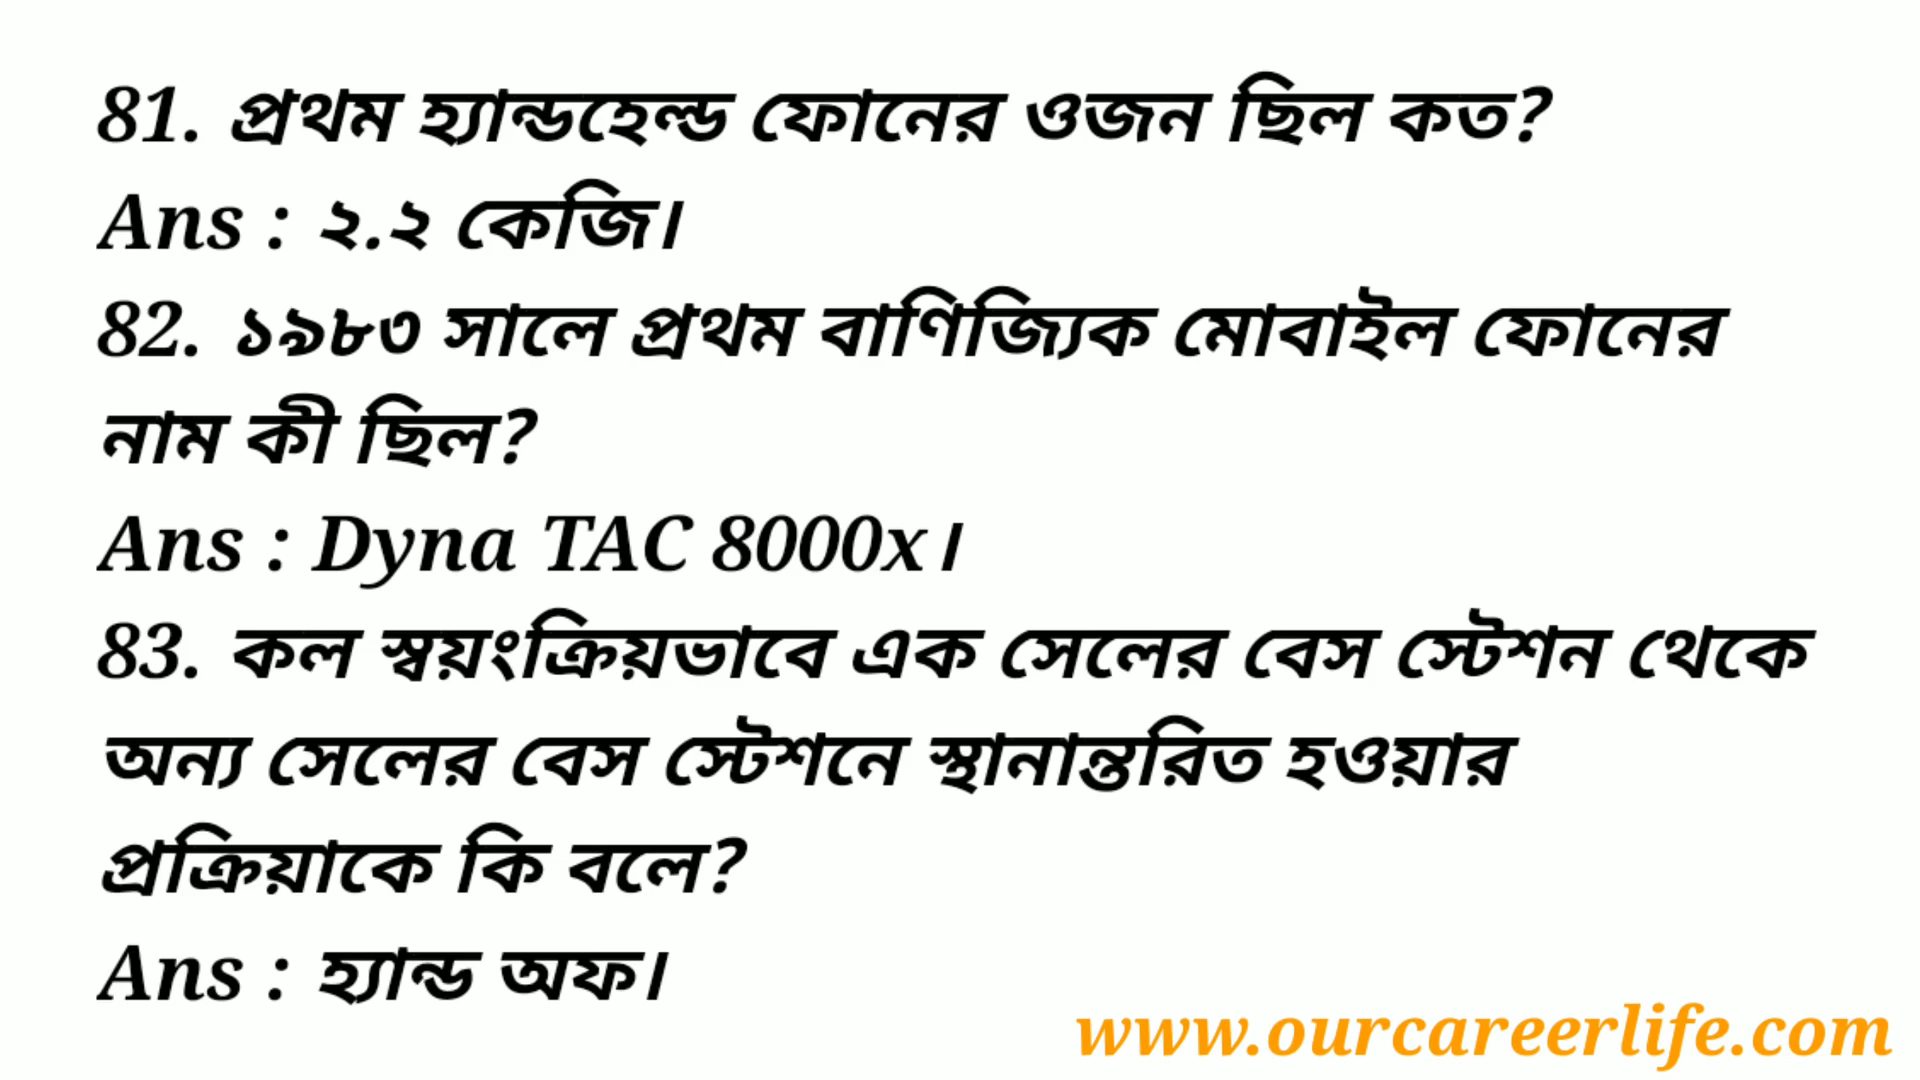 81. প্রথম হ্যান্ডহেল্ড ফোনের ওজন ছিল কত?
Ans : ২.২ কেজি।
82. ১৯৮৩ সালে প্রথম বাণিজ্যিক মোবাইল ফোনের
নাম কী ছিল?
Ans : Dyna TAC 8000x।
83. কল স্বয়ংক্রিয়ভাবে এক সেলের বেস স্টেশন থেকে
অন্য সেলের বেস স্টেশনে স্থানান্তরিত হওয়ার
প্রক্রিয়াকে কি বলে?
Ans : হ্যান্ড অফ।
www.ourcareerlife.com